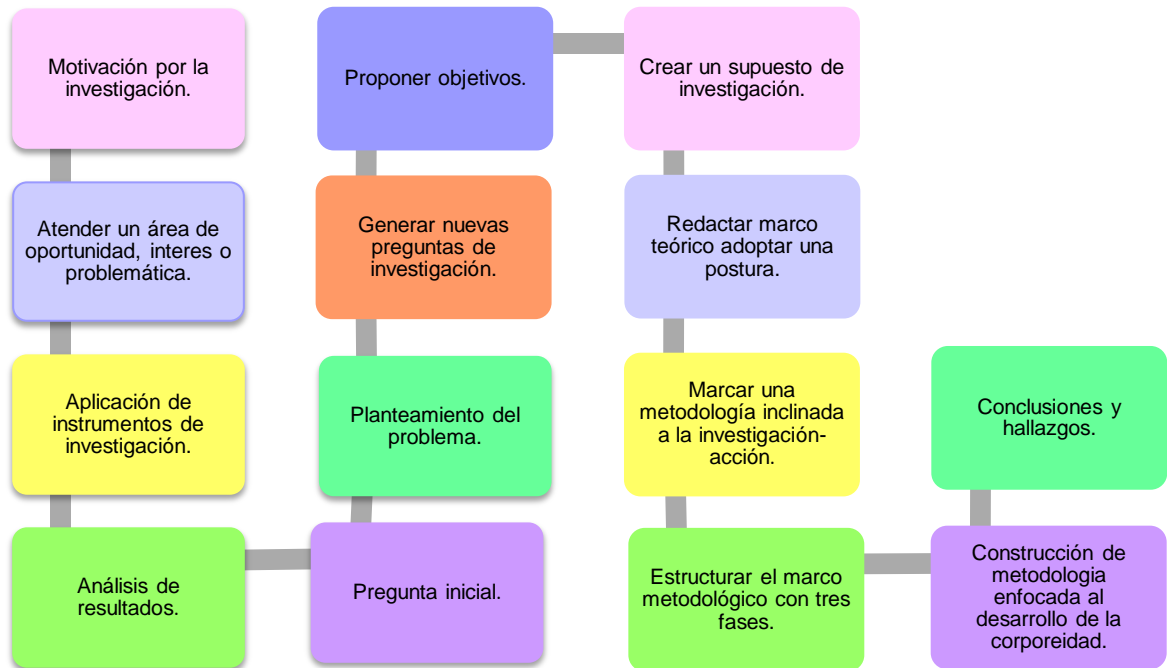 Motivación por la
investigación.
Atender un área de
oportunidad, interes o
problemática.
Aplicación de
instrumentos de
investigación.
Análisis de
resultados.
Pregunta inicial.
Planteamiento del
problema.
Generar nuevas
preguntas de
investigación.
Proponer objetivos.
Crear un supuesto de
investigación.
Redactar marco
teórico adoptar una
postura.
Marcar una
metodología inclinada
a la investigación-
acción.
Estructurar el marco
metodológico con tres
fases.
Construcción de
metodologia
enfocada al
desarrollo de la
corporeidad.
Conclusiones y
hallazgos.